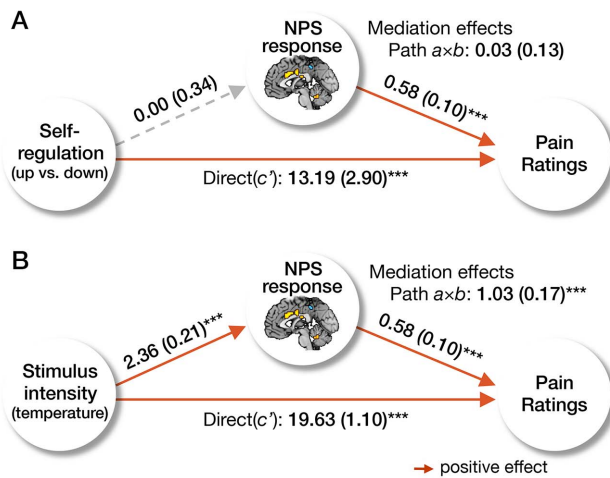 A
NPS
response
Mediation effects
Path a×b: 0.03 (0.13)
0.00 (0.34)
0.58 (0.10)***
Self-
regulation
(up vs. down)
Pain
Ratings
Direct(c’): 13.19 (2.90)***
B
NPS
response
Mediation effects
Path a×b: 1.03 (0.17)***
2.36 (0.21)***
0.58 (0.10)***
Stimulus
intensity
(temperature)
Pain
Ratings
Direct(c’): 19.63 (1.10)***
positive effect